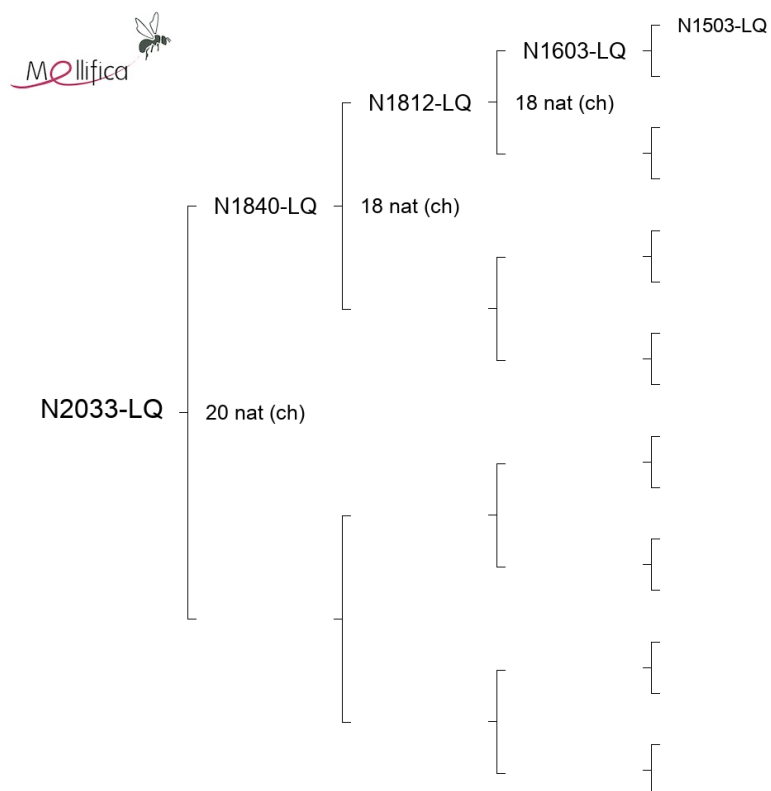 Mellifica
N1503-LQ
N1603-LQ
N1812-LQ
18 nat (ch)
N1840-LQ
18 nat (ch)
N2033-LQ
20 nat (ch)